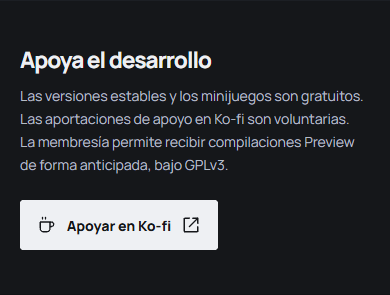 Apoya el desarrollo
Las versiones estables y los minijuegos son gratuitos.
Las aportaciones de apoyo en Ko-fi son voluntarias.
La membresía permite recibir compilaciones Preview
de forma anticipada, bajo GPLv3.
Apoyar en Ko-fi